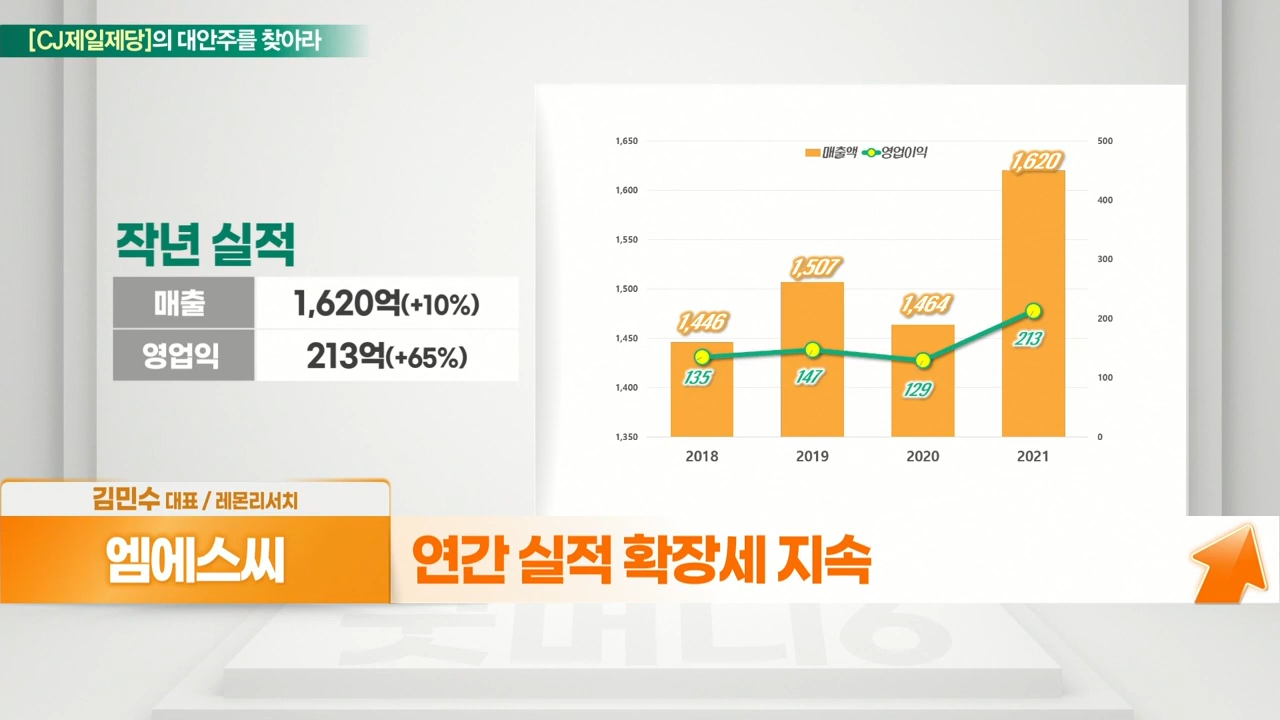 [CJ제일제당]의 대안주를 찾아라
작년 실적
매출 1,620억(+10%)
영업익 213억(+65%)
매출액 영업이익
1,650
1,600
1,550
1,500
1,450
1,400
1,350
500
400
300
200
100
0
1,446
1,507
1,464
1,620
135
147
129
213
2018 2019 2020 2021
김민수 대표 / 레몬리서치
엠에스씨
연간 실적 확장세 지속
머니6